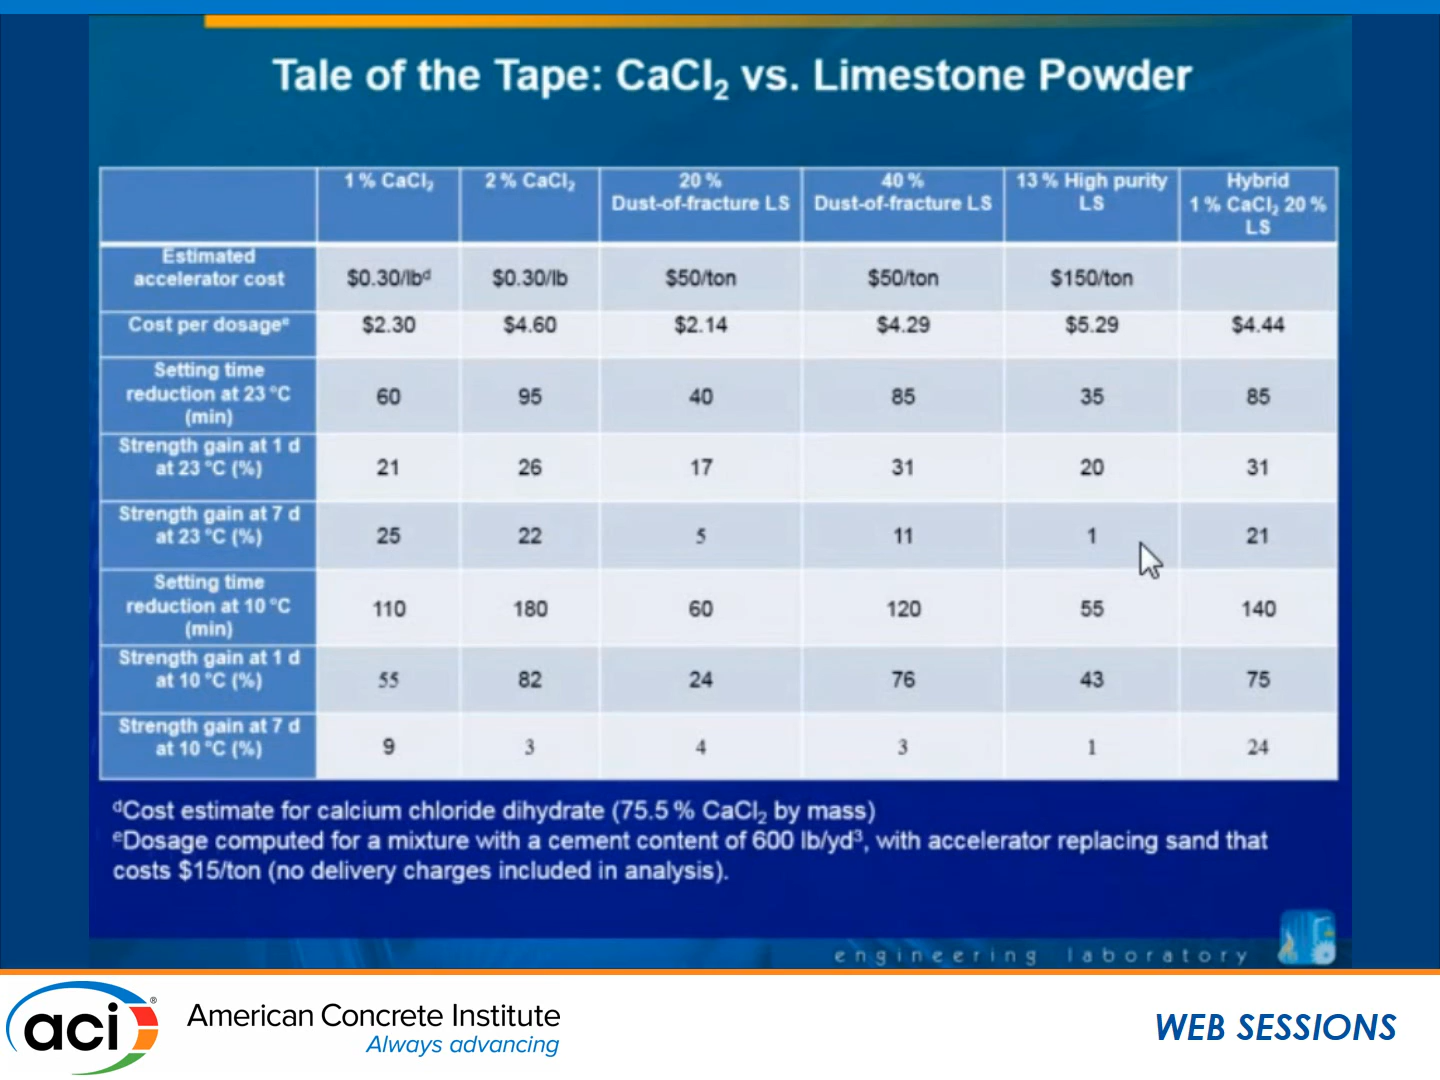 Tale of the Tape: CaCl₂ vs. Limestone Powder
1 % CaCl₂
2 % CaCl₂
20 %
Dust-of-fracture LS
40 %
Dust-of-fracture LS
13 % High purity
LS
Hybrid
1 % CaCl₂ 20 %
LS
Estimated
accelerator cost
$0.30/lbᵈ
$0.30/lb
$50/ton
$50/ton
$150/ton
Cost per dosageᵉ
$2.30
$4.60
$2.14
$4.29
$5.29
$4.44
Setting time
reduction at 23 °C
(min)
60
95
40
85
35
85
Strength gain at 1 d
at 23 °C (%)
21
26
17
31
20
31
Strength gain at 7 d
at 23 °C (%)
25
22
5
11
1
21
Setting time
reduction at 10 °C
(min)
110
180
60
120
55
140
Strength gain at 1 d
at 10 °C (%)
55
82
24
76
43
75
Strength gain at 7 d
at 10 °C (%)
9
3
4
3
1
24
ᵈCost estimate for calcium chloride dihydrate (75.5 % CaCl₂ by mass)
ᵉDosage computed for a mixture with a cement content of 600 lb/yd³, with accelerator replacing sand that
costs $15/ton (no delivery charges included in analysis).
engineering laboratory
aci®
American Concrete Institute
Always advancing
WEB SESSIONS